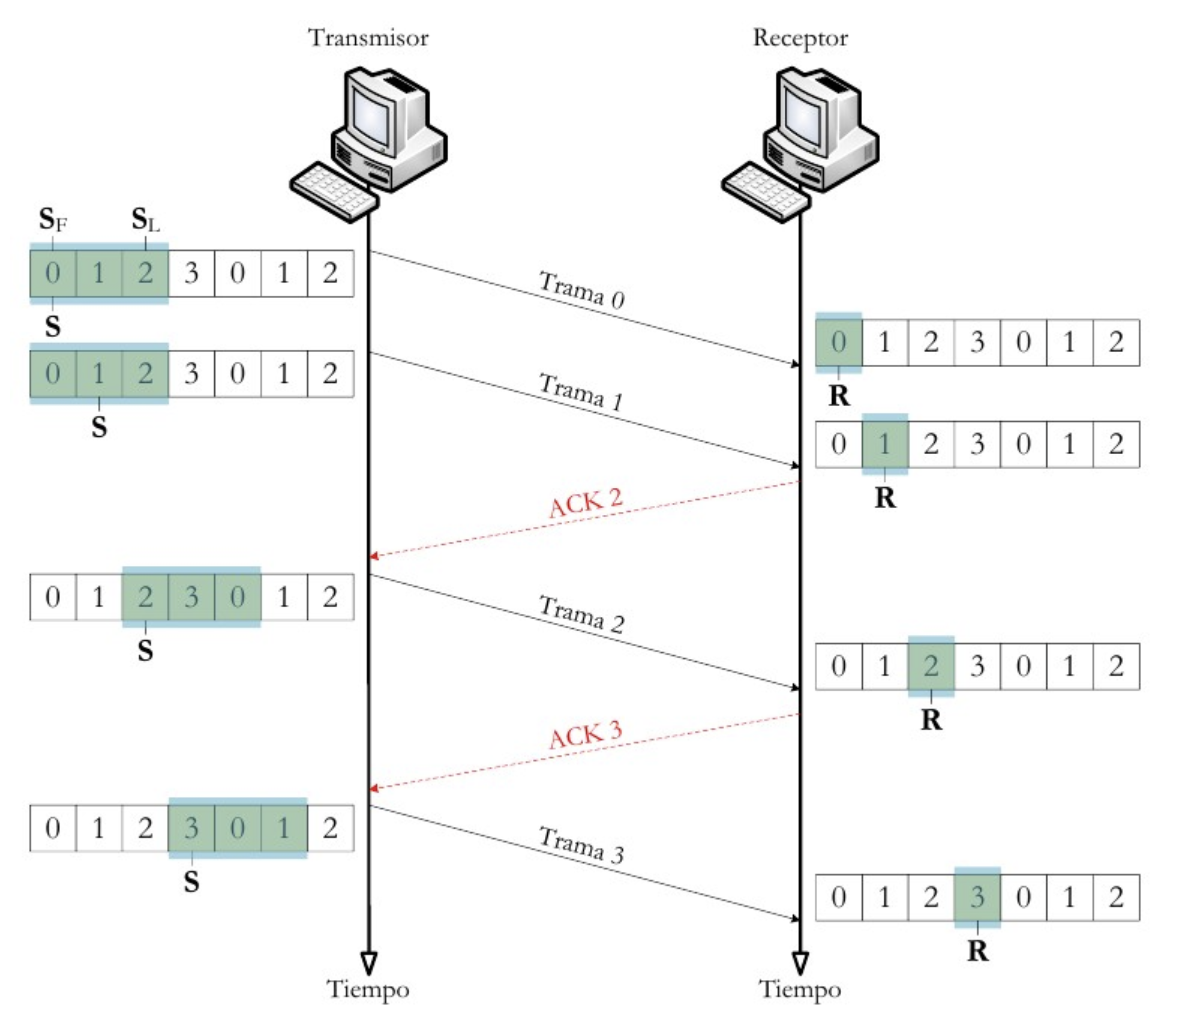 Transmisor
Receptor
SF SL
0 1 2 3 0 1 2
S
Trama 0
0 1 2 3 0 1 2
R
0 1 2 3 0 1 2
S
Trama 1
0 1 2 3 0 1 2
R
ACK 2
0 1 2 3 0 1 2
S
Trama 2
0 1 2 3 0 1 2
R
ACK 3
0 1 2 3 0 1 2
S
Trama 3
0 1 2 3 0 1 2
R
Tiempo
Tiempo